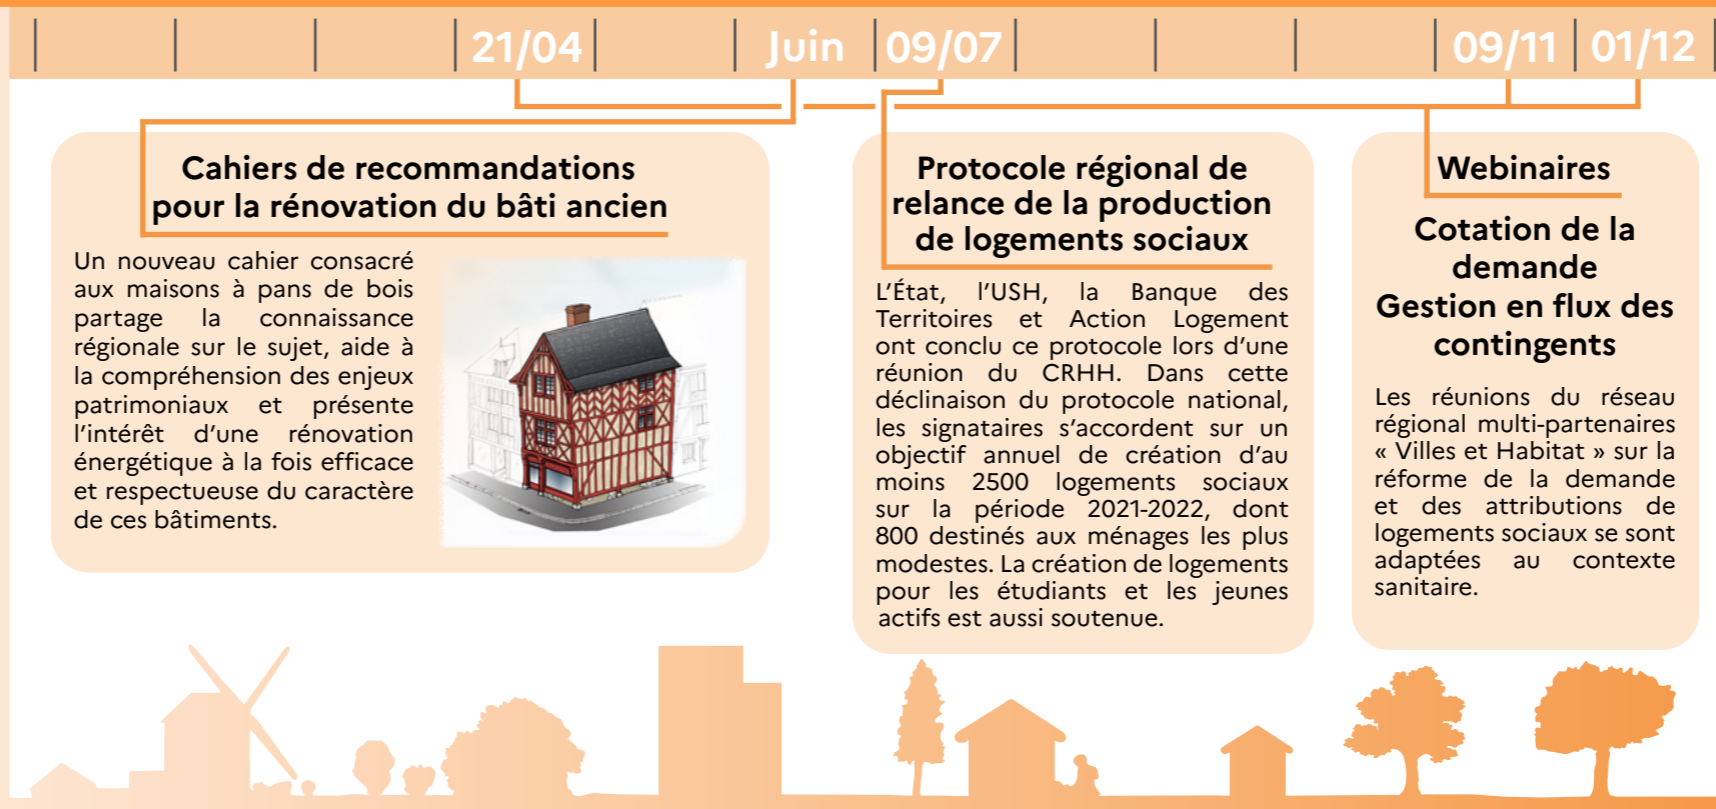 21/04
Juin
09/07
09/11
01/12
Cahiers de recommandations
pour la rénovation du bâti ancien
Un nouveau cahier consacré
aux maisons à pans de bois
partage la connaissance
régionale sur le sujet, aide à
la compréhension des enjeux
patrimoniaux et présente
l'intérêt d'une rénovation
énergétique à la fois efficace
et respectueuse du caractère
de ces bâtiments.
Protocole régional de
relance de la production
de logements sociaux
L'État, l'USH, la Banque des
Territoires et Action Logement
ont conclu ce protocole lors d'une
réunion du CRHH. Dans cette
déclinaison du protocole national,
les signataires s'accordent sur un
objectif annuel de création d'au
moins 2500 logements sociaux
sur la période 2021-2022, dont
800 destinés aux ménages les plus
modestes. La création de logements
pour les étudiants et les jeunes
actifs est aussi soutenue.
Webinaires
Cotation de la
demande
Gestion en flux des
contingents
Les réunions du réseau
régional multi-partenaires
« Villes et Habitat » sur la
réforme de la demande
et des attributions de
logements sociaux se sont
adaptées au contexte
sanitaire.